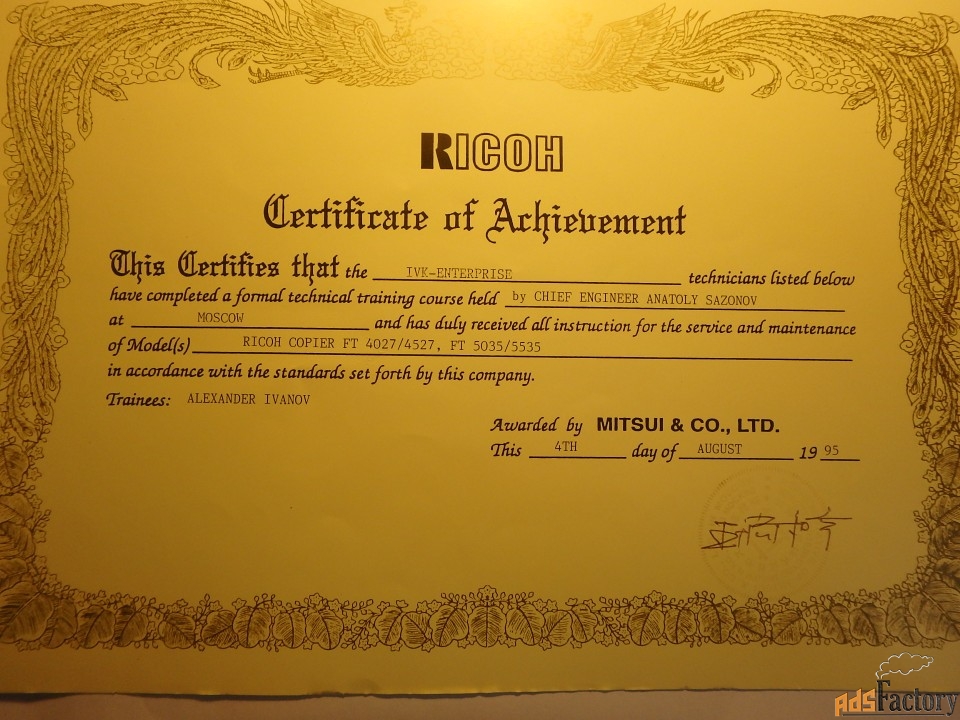 RICOH
Certificate of Achievement
This Certifies that the IVK-ENTERPRISE technicians listed below
have completed a formal technical training course held by CHIEF ENGINEER ANATOLY SAZONOV
at MOSCOW and has duly received all instruction for the service and maintenance
of Model(s) RICOH COPIER FT 4027/4527, FT 5035/5535
in accordance with the standards set forth by this company.
Trainees: ALEXANDER IVANOV
Awarded by MITSUI & CO., LTD.
This 4TH day of AUGUST 19 95
AdsFactory